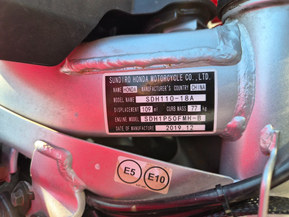 SUNDIRO HONDA MOTORCYCLE CO.,LTD.
NAME HONDA MANUFACTURER'S COUNTRY CHINA
MODEL NAME SDH110-18A
DISPLACEMENT 109 ml CURB MASS 77 kg
ENGINE MODEL SDH1P50FMH-B
DATE OF MANUFACTURE 2019.12
E5 E10